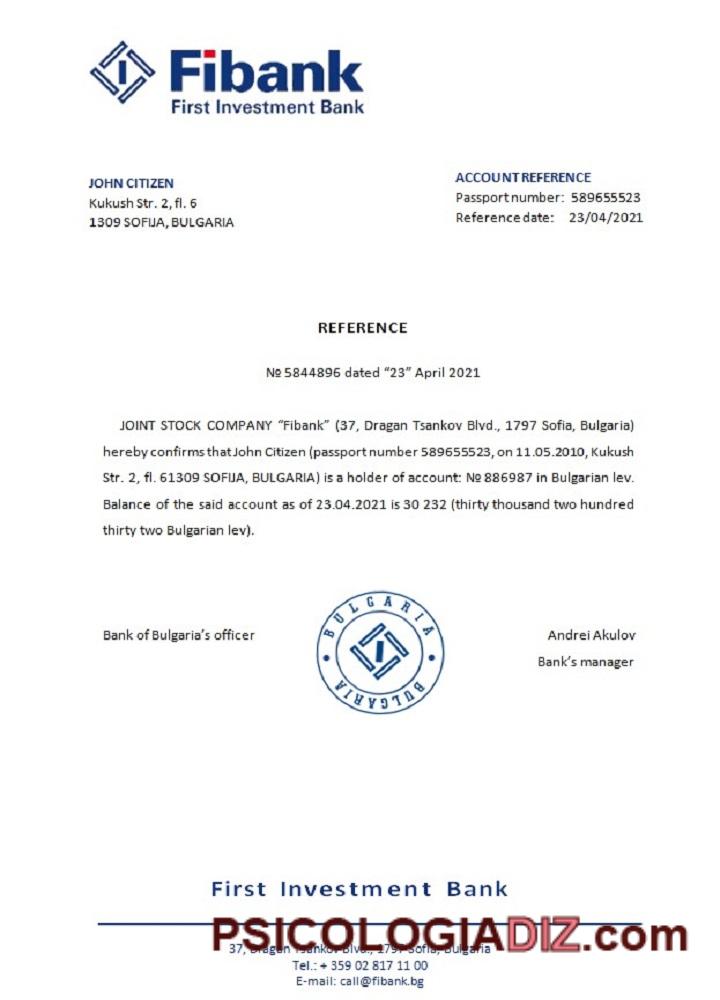 Fibank
First Investment Bank
JOHN CITIZEN
Kukush Str. 2, fl. 6
1309 SOFIJA, BULGARIA
ACCOUNT REFERENCE
Passport number: 589655523
Reference date: 23/04/2021
REFERENCE
№ 5844896 dated “23” April 2021
JOINT STOCK COMPANY “Fibank” (37, Dragan Tsankov Blvd., 1797 Sofia, Bulgaria)
hereby confirms that John Citizen (passport number 589655523, on 11.05.2010, Kukush
Str. 2, fl. 61309 SOFIJA, BULGARIA) is a holder of account: № 886987 in Bulgarian lev.
Balance of the said account as of 23.04.2021 is 30 232 (thirty thousand two hundred
thirty two Bulgarian lev).
Bank of Bulgaria’s officer
BULGARIA
BULGARIA
Andrei Akulov
Bank’s manager
First Investment Bank
PSICOLOGIADIZ.com
37, Dragan Tsankov Blvd., 1797 Sofia, Bulgaria
Tel.: + 359 02 817 11 00
E-mail: call@fibank.bg